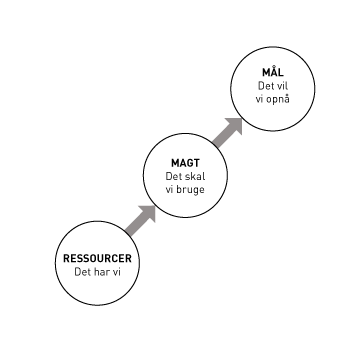 MÅL
Det vil
vi opnå
MAGT
Det skal
vi bruge
RESSOURCER
Det har vi